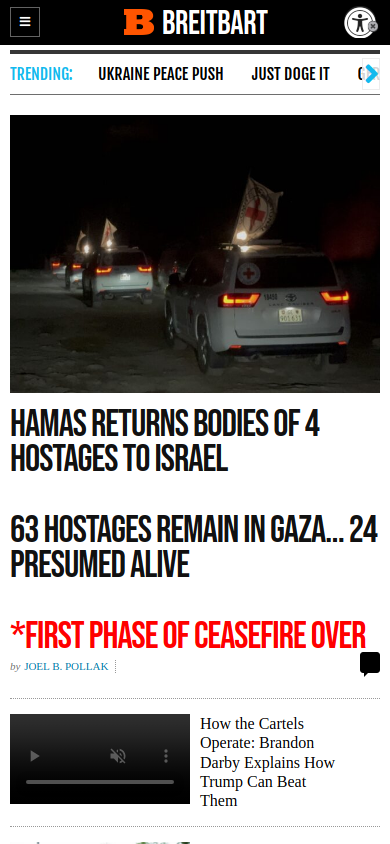 BREITBART
TRENDING:
UKRAINE PEACE PUSH
JUST DOGE IT
HAMAS RETURNS BODIES OF 4
HOSTAGES TO ISRAEL
63 HOSTAGES REMAIN IN GAZA... 24
PRESUMED ALIVE
*FIRST PHASE OF CEASEFIRE OVER
by JOEL B. POLLAK
How the Cartels
Operate: Brandon
Darby Explains How
Trump Can Beat
Them